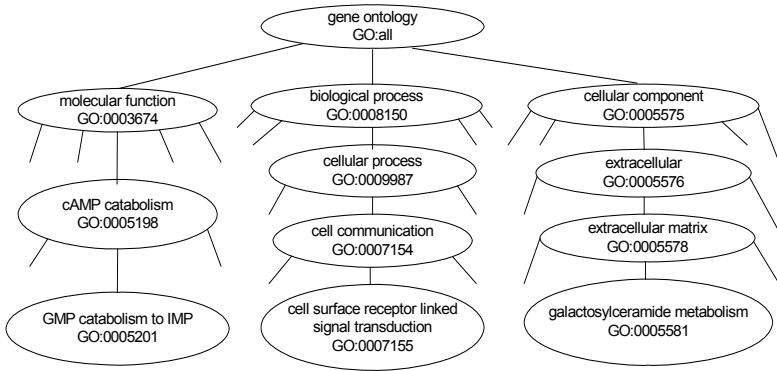 gene ontology
GO:all
molecular function
GO:0003674
biological process
GO:0008150
cellular component
GO:0005575
cellular process
GO:0009987
extracellular
GO:0005576
cAMP catabolism
GO:0005198
cell communication
GO:0007154
extracellular matrix
GO:0005578
GMP catabolism to IMP
GO:0005201
cell surface receptor linked
signal transduction
GO:0007155
galactosylceramide metabolism
GO:0005581